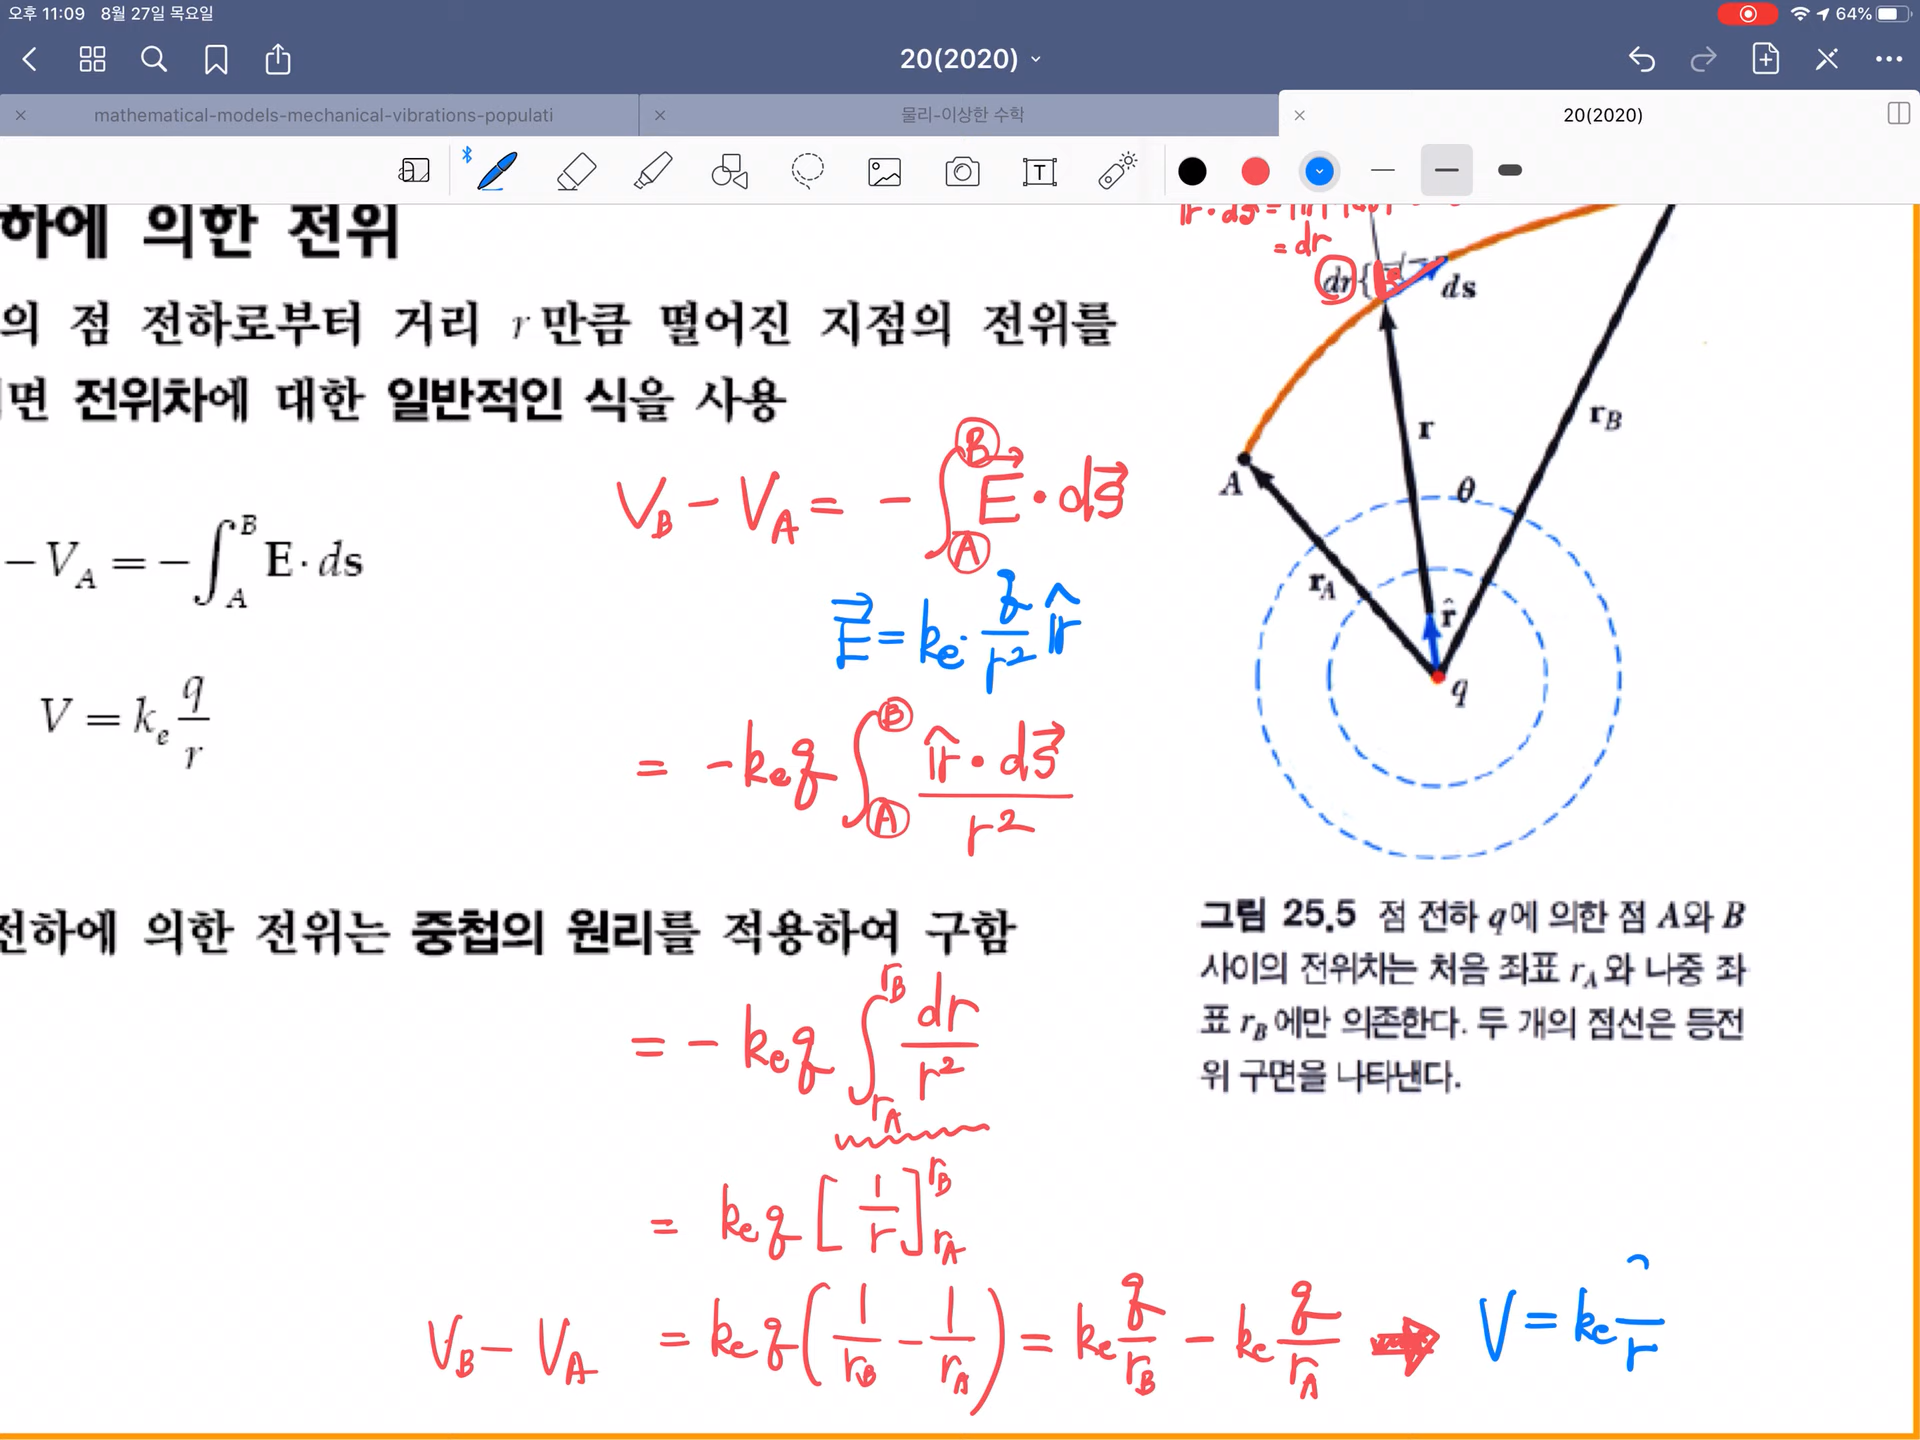 오후 11:09 8월 27일 목요일
64%
20(2020)
mathematical-models-mechanical-vibrations-populati
물리-이상한 수학
20(2020)
하에 의한 전위
의 점 전하로부터 거리 r 만큼 떨어진 지점의 전위를
면 전위차에 대한 일반적인 식을 사용
− V_A = −∫_A^B E · ds
V = k_e q/r
전하에 의한 전위는 중첩의 원리를 적용하여 구함
V_B − V_A = − ∫_A^B E⃗ · ds⃗
E⃗ = k_e · q/r² r̂
= −k_e q ∫_A^B r̂ · ds⃗ / r²
= − k_e q ∫_{r_A}^{r_B} dr/r²
= k_e q [1/r]_{r_A}^{r_B}
V_B − V_A = k_e q (1/r_B − 1/r_A) = k_e q/r_B − k_e q/r_A ➡ V = k_e /r
= dr
dr{
ds
r
r_B
A
θ
r_A
r̂
q
그림 25.5 점 전하 q에 의한 점 A와 B
사이의 전위차는 처음 좌표 r_A와 나중 좌
표 r_B에만 의존한다. 두 개의 점선은 등전
위 구면을 나타낸다.